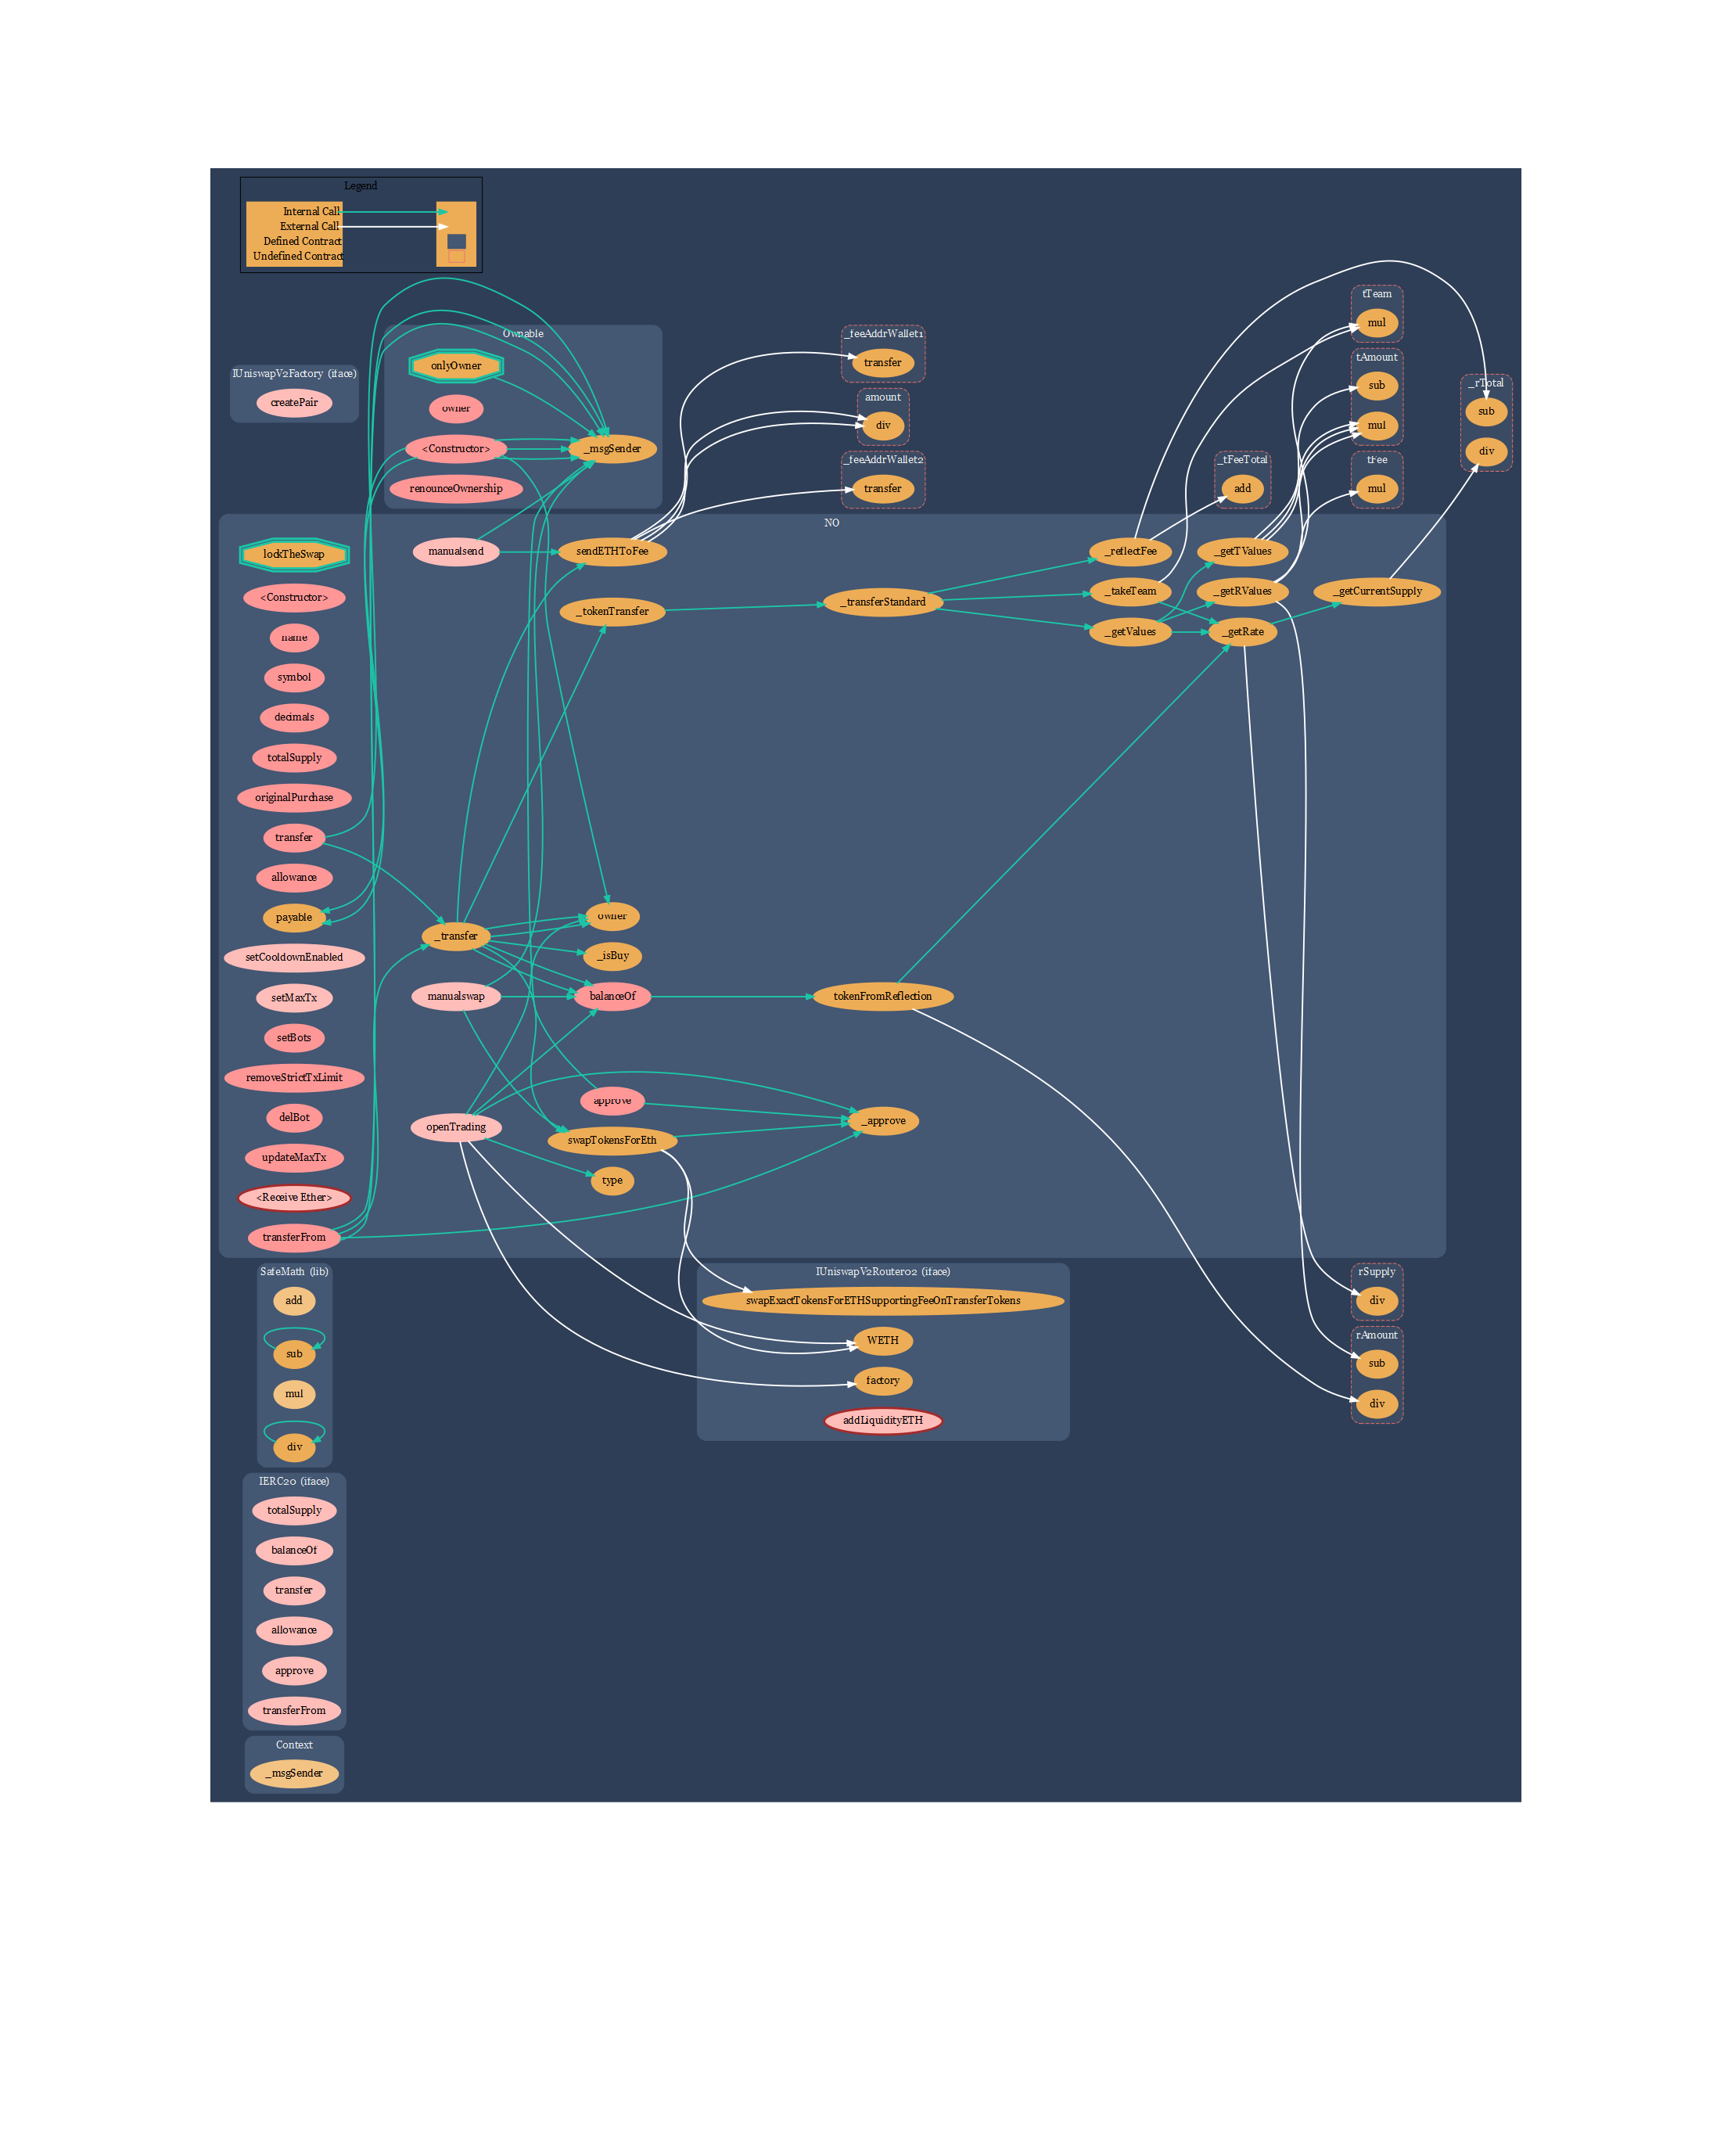 Legend
Internal Call
External Call
Defined Contract
Undefined Contract
IUniswapV2Factory (iface)
createPair
Ownable
onlyOwner
owner
<Constructor>
renounceOwnership
_msgSender
_feeAddrWallet1
transfer
amount
div
_feeAddrWallet2
transfer
_tFeeTotal
add
tTeam
mul
tAmount
sub
mul
tFee
mul
_rTotal
sub
div
NO
lockTheSwap
<Constructor>
name
symbol
decimals
totalSupply
originalPurchase
transfer
allowance
payable
setCooldownEnabled
setMaxTx
setBots
removeStrictTxLimit
delBot
updateMaxTx
<Receive Ether>
transferFrom
manualsend
_transfer
manualswap
openTrading
sendETHToFee
_tokenTransfer
owner
_isBuy
balanceOf
approve
swapTokensForEth
type
_transferStandard
tokenFromReflection
_approve
_reflectFee
_takeTeam
_getValues
_getTValues
_getRValues
_getRate
_getCurrentSupply
SafeMath (lib)
add
sub
mul
div
IUniswapV2Router02 (iface)
swapExactTokensForETHSupportingFeeOnTransferTokens
WETH
factory
addLiquidityETH
rSupply
div
rAmount
sub
div
IERC20 (iface)
totalSupply
balanceOf
transfer
allowance
approve
transferFrom
Context
_msgSender